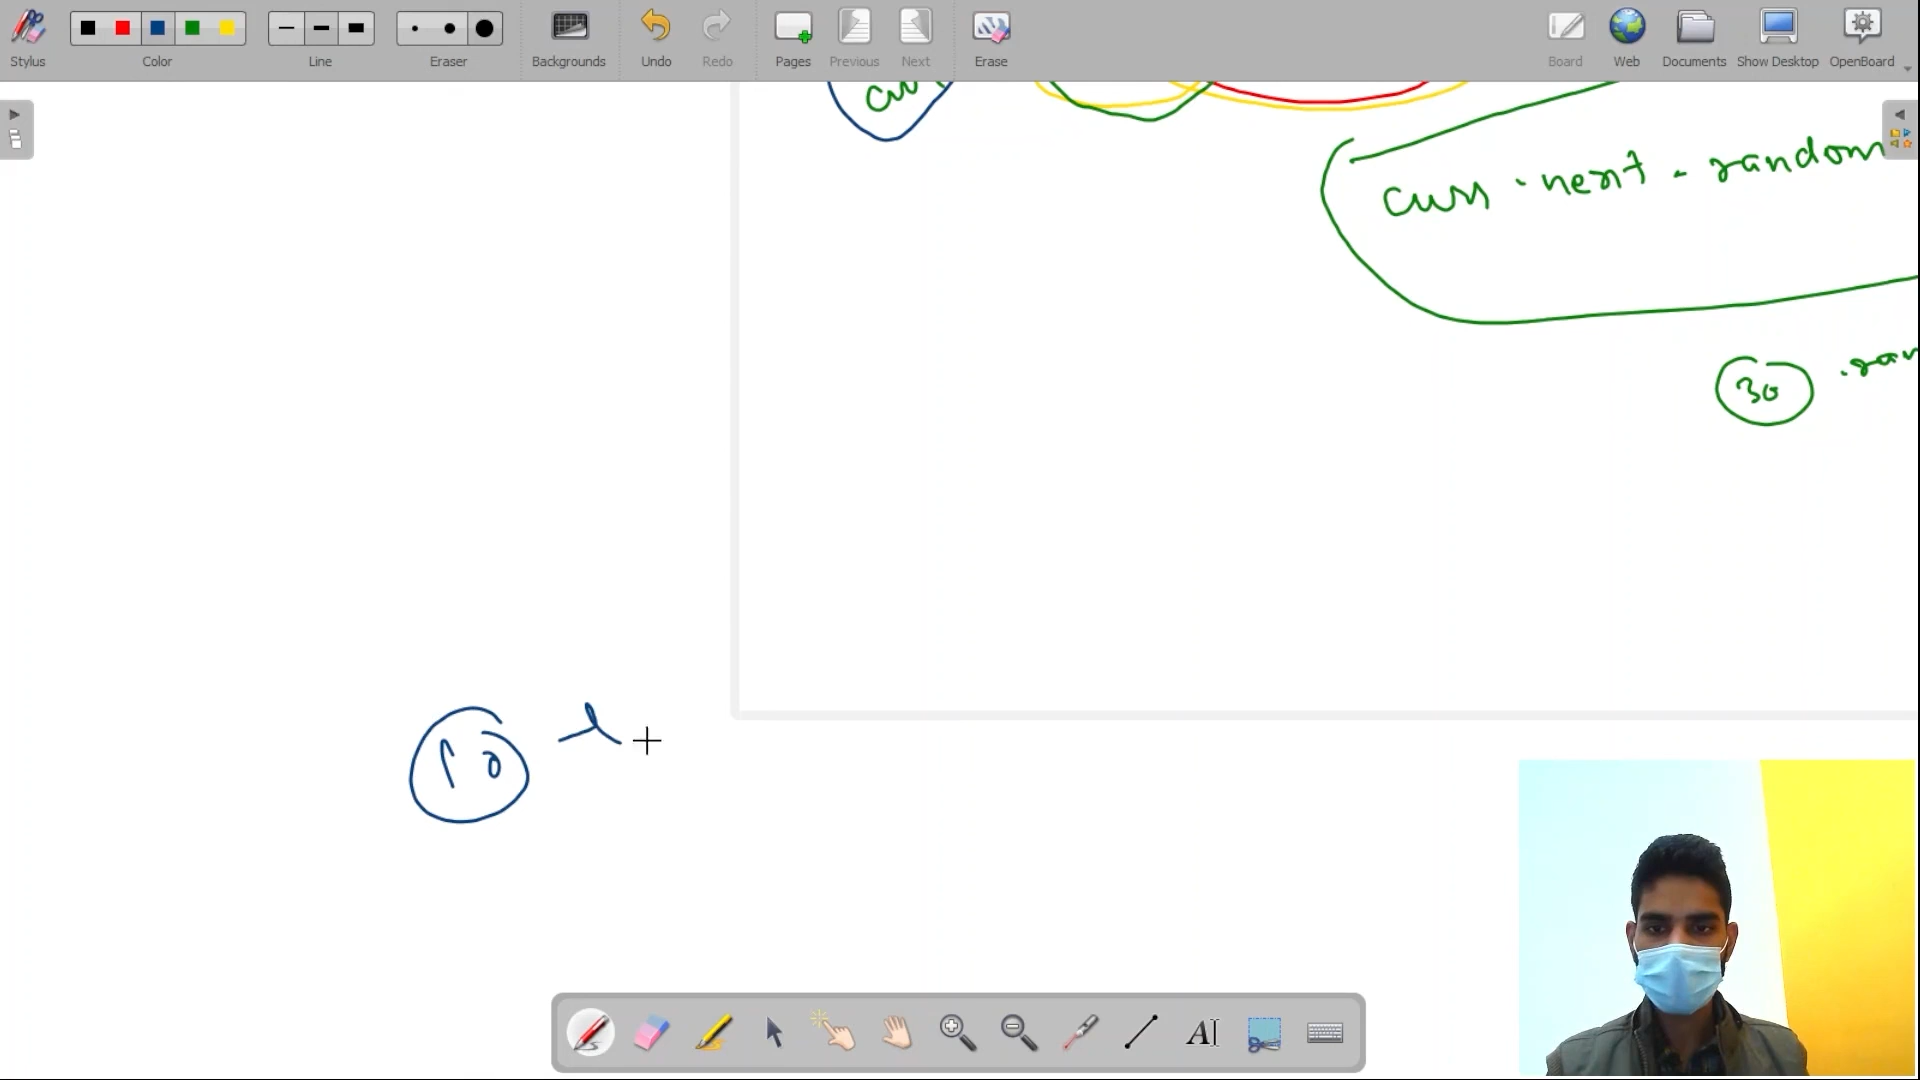 Stylus
Color
Line
Eraser
Backgrounds
Undo
Redo
Pages
Previous
Next
Erase
Board
Web
Documents
Show Desktop
OpenBoard
curr . next . random
30
10